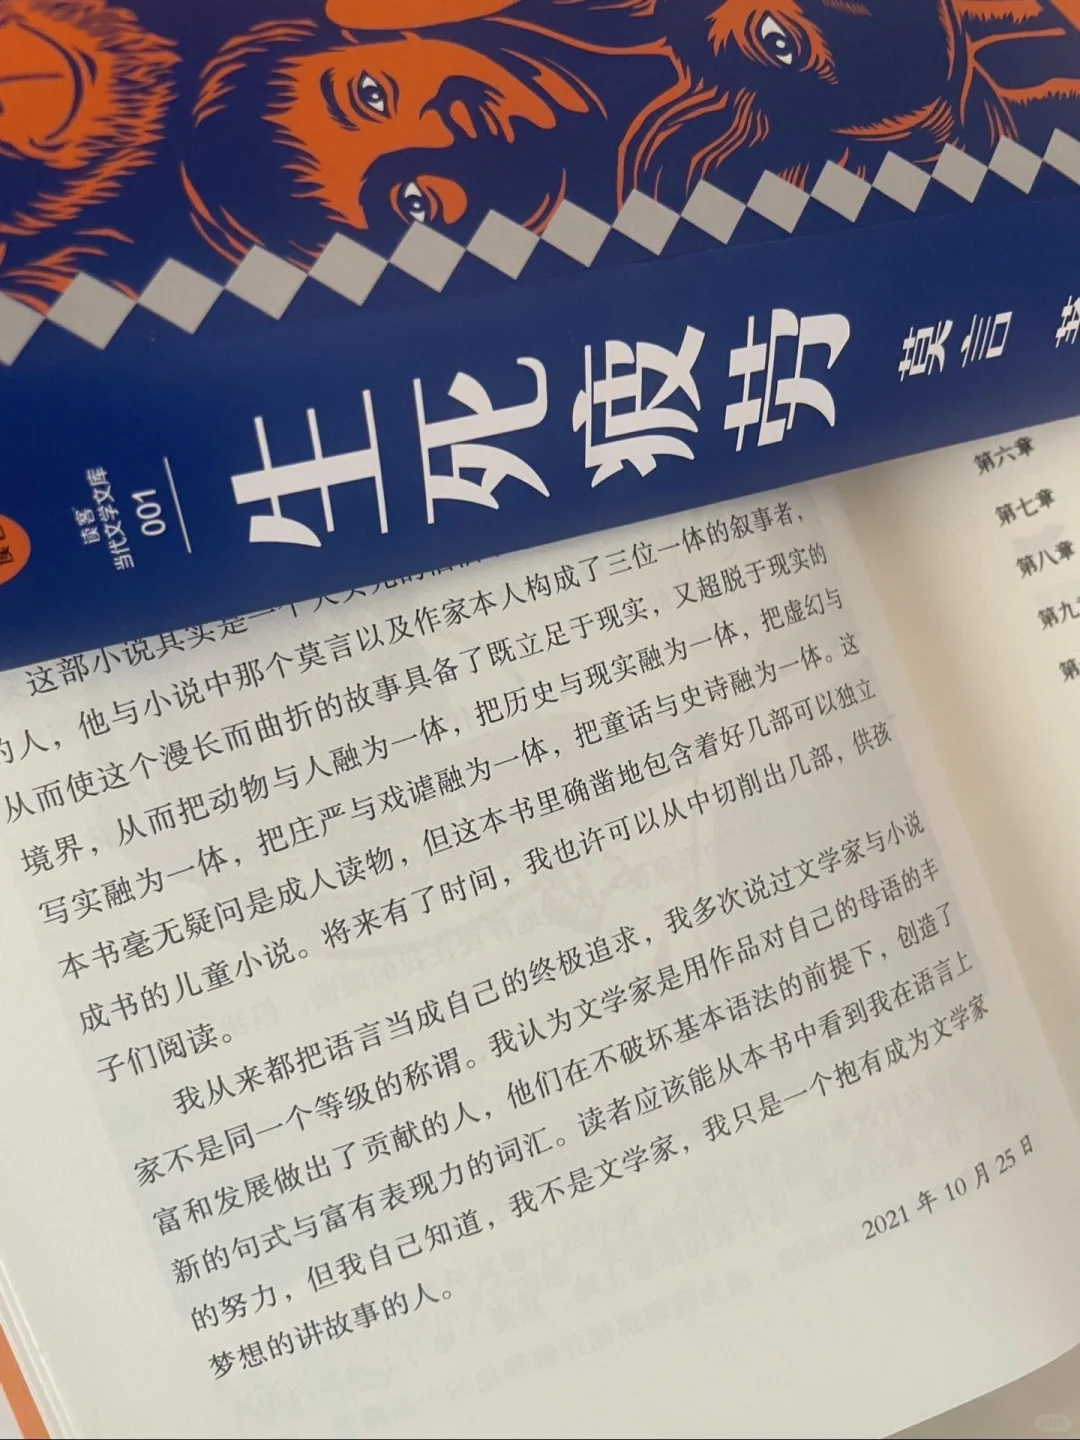 读客
当代文学文库
001
生死疲劳
莫言
第六章
第七章
第八章
第九
第
这部小说其实是一个大头儿的
的人，他与小说中那个莫言以及作家本人构成了三位一体的叙事者，
从而使这个漫长而曲折的故事具备了既立足于现实，又超脱于现实的
境界，从而把动物与人融为一体，把历史与现实融为一体，把虚幻与
写实融为一体，把庄严与戏谑融为一体，把童话与史诗融为一体。这
本书毫无疑问是成人读物，但这本书里确凿地包含着好几部可以独立
成书的儿童小说。将来有了时间，我也许可以从中切削出几部，供孩
子们阅读。
我从来都把语言当成自己的终极追求，我多次说过文学家与小说
家不是同一个等级的称谓。我认为文学家是用作品对自己的母语的丰
富和发展做出了贡献的人，他们在不破坏基本语法的前提下，创造了
新的句式与富有表现力的词汇。读者应该能从本书中看到我在语言上
的努力，但我自己知道，我不是文学家，我只是一个抱有成为文学家
梦想的讲故事的人。
2021 年 10 月 25 日